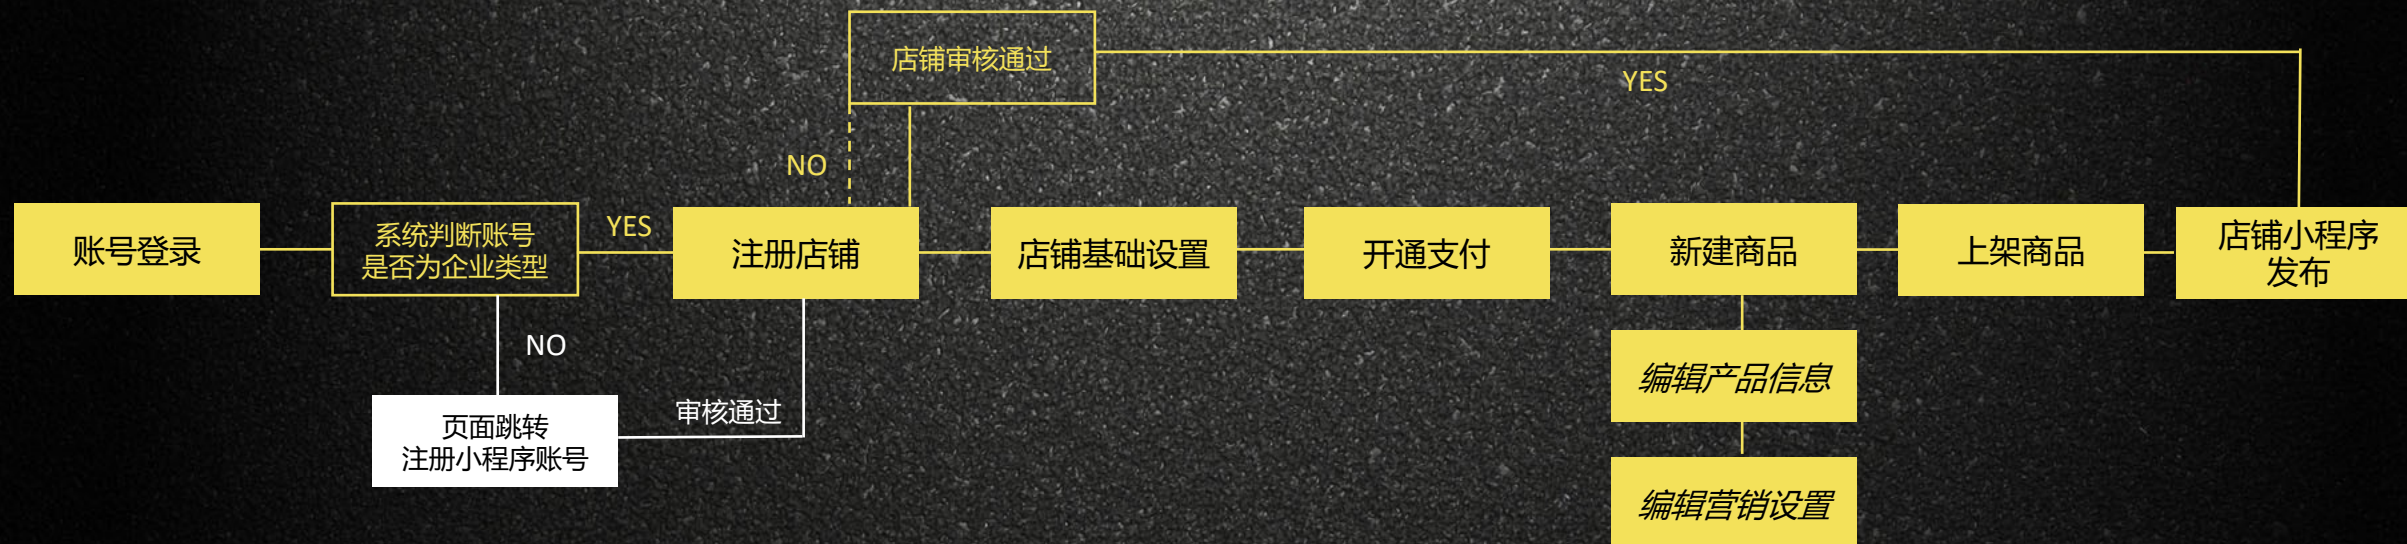 店铺审核通过
YES
NO
账号登录
系统判断账号
是否为企业类型
YES
注册店铺
店铺基础设置
开通支付
新建商品
上架商品
店铺小程序
发布
NO
编辑产品信息
页面跳转
注册小程序账号
审核通过
编辑营销设置